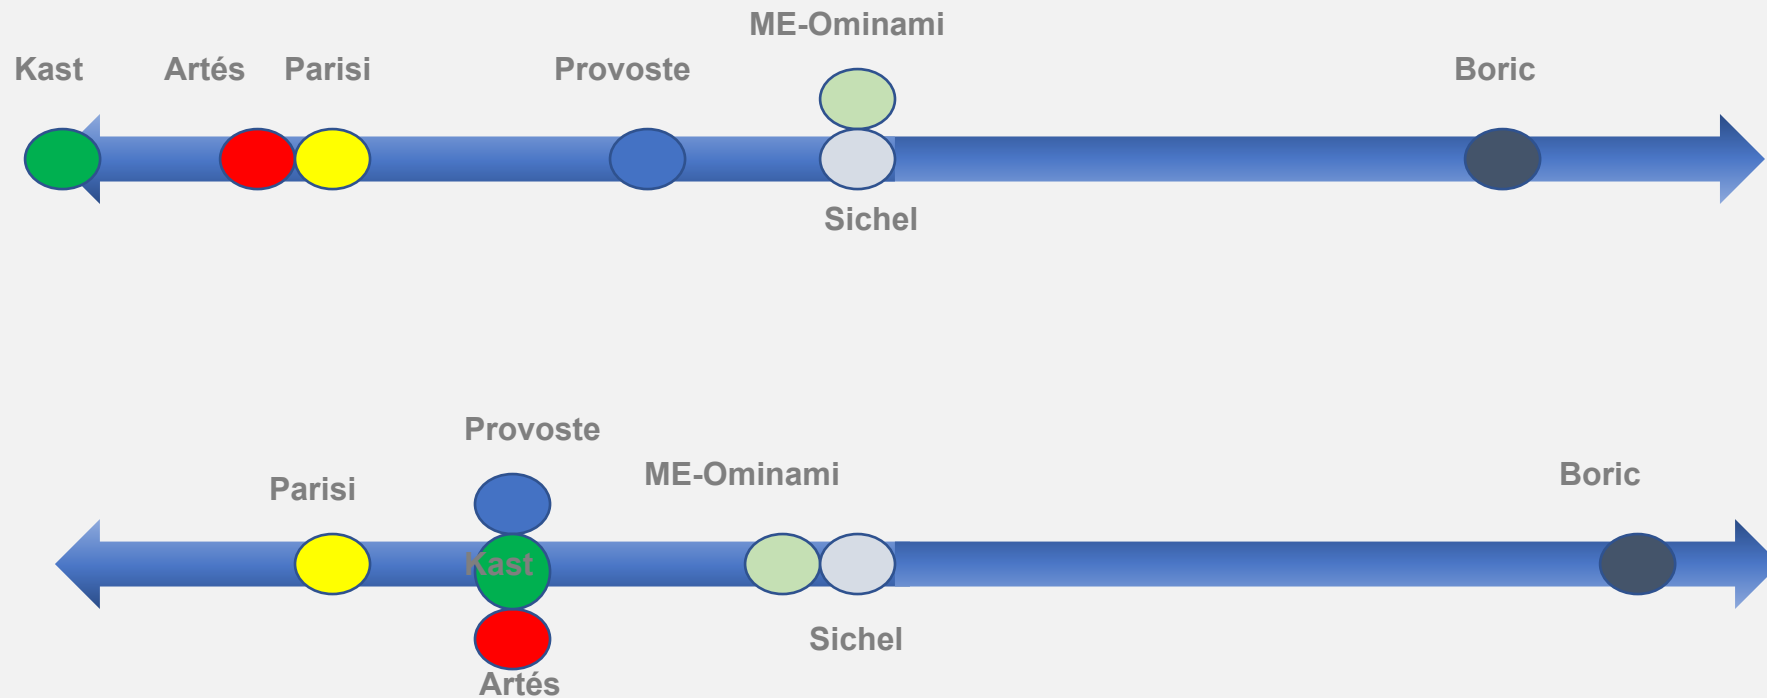 ME-Ominami
Kast Artés Parisi Provoste Boric
Sichel
Provoste
ME-Ominami Boric
Parisi
Kast
Sichel
Artés